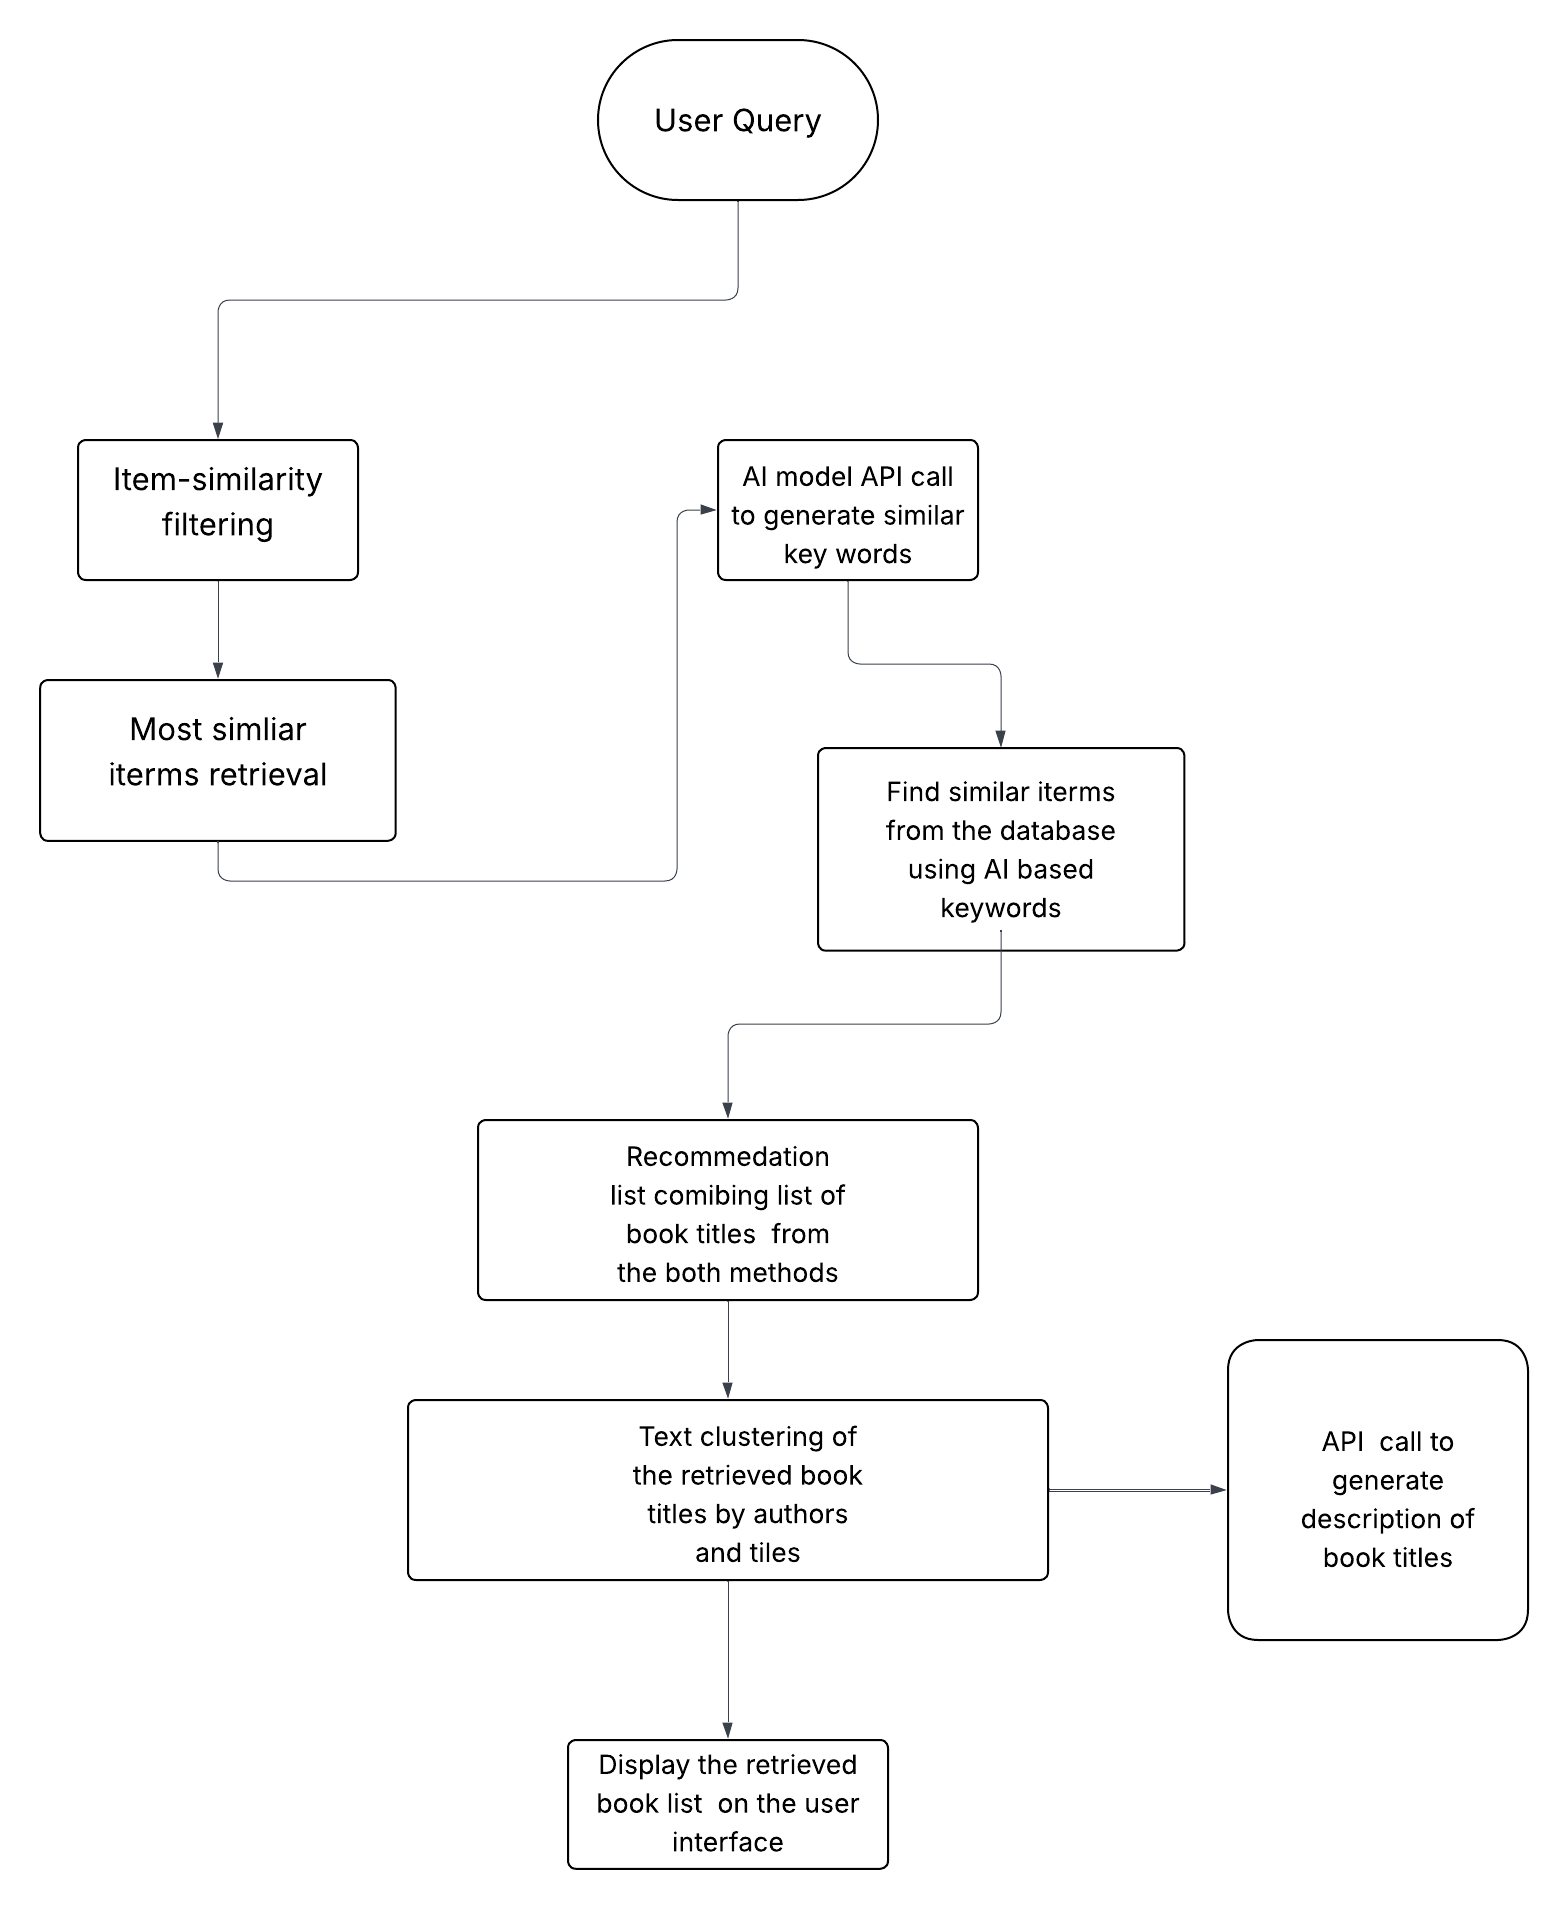 User Query
Item-similarity
filtering
Most simliar
iterms retrieval
AI model API call
to generate similar
key words
Find similar iterms
from the database
using AI based
keywords
Recommedation
list comibing list of
book titles  from
the both methods
Text clustering of
the retrieved book
titles by authors
and tiles
API  call to
generate
description of
book titles
Display the retrieved
book list  on the user
interface